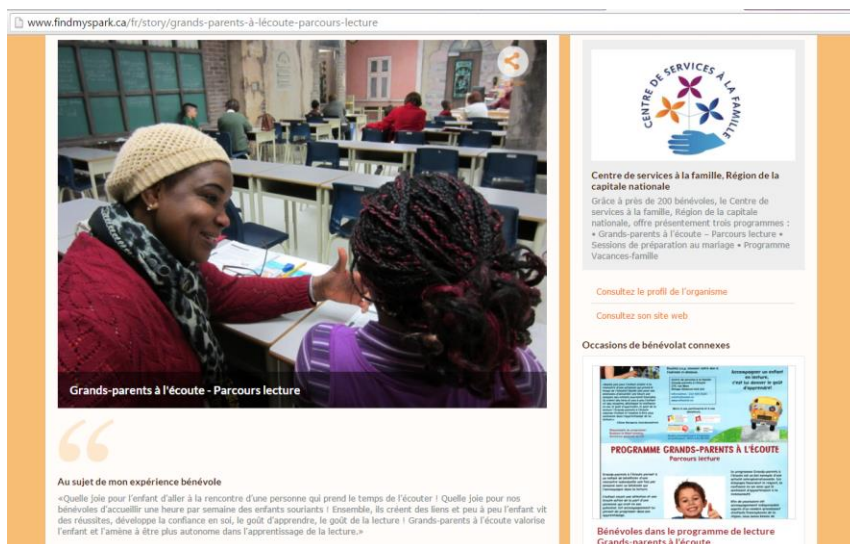 www.findmyspark.ca/fr/story/grands-parents-à-lécoute-parcours-lecture
Grands-parents à l'écoute - Parcours lecture
Au sujet de mon expérience bénévole
«Quelle joie pour l'enfant d'aller à la rencontre d'une personne qui prend le temps de l'écouter ! Quelle joie pour nos
bénévoles d'accueillir une heure par semaine des enfants souriants ! Ensemble, ils créent des liens et peu à peu l'enfant vit
des réussites, développe la confiance en soi, le goût d'apprendre, le goût de la lecture ! Grands-parents à l'écoute valorise
l'enfant et l'amène à être plus autonome dans l'apprentissage de la lecture.»
CENTRE DE SERVICES À LA FAMILLE
Centre de services à la famille, Région de la
capitale nationale
Grâce à près de 200 bénévoles, le Centre de
services à la famille, Région de la capitale
nationale, offre présentement trois programmes :
• Grands-parents à l'écoute – Parcours lecture •
Sessions de préparation au mariage • Programme
Vacances-famille
Consultez le profil de l'organisme
Consultez son site web
Occasions de bénévolat connexes
Accompagner un enfant
en lecture,
c'est lui donner le goût
d'apprendre!
PROGRAMME GRANDS-PARENTS À L'ÉCOUTE
Parcours lecture
Bénévoles dans le programme de lecture
Grands-parents à l'écoute